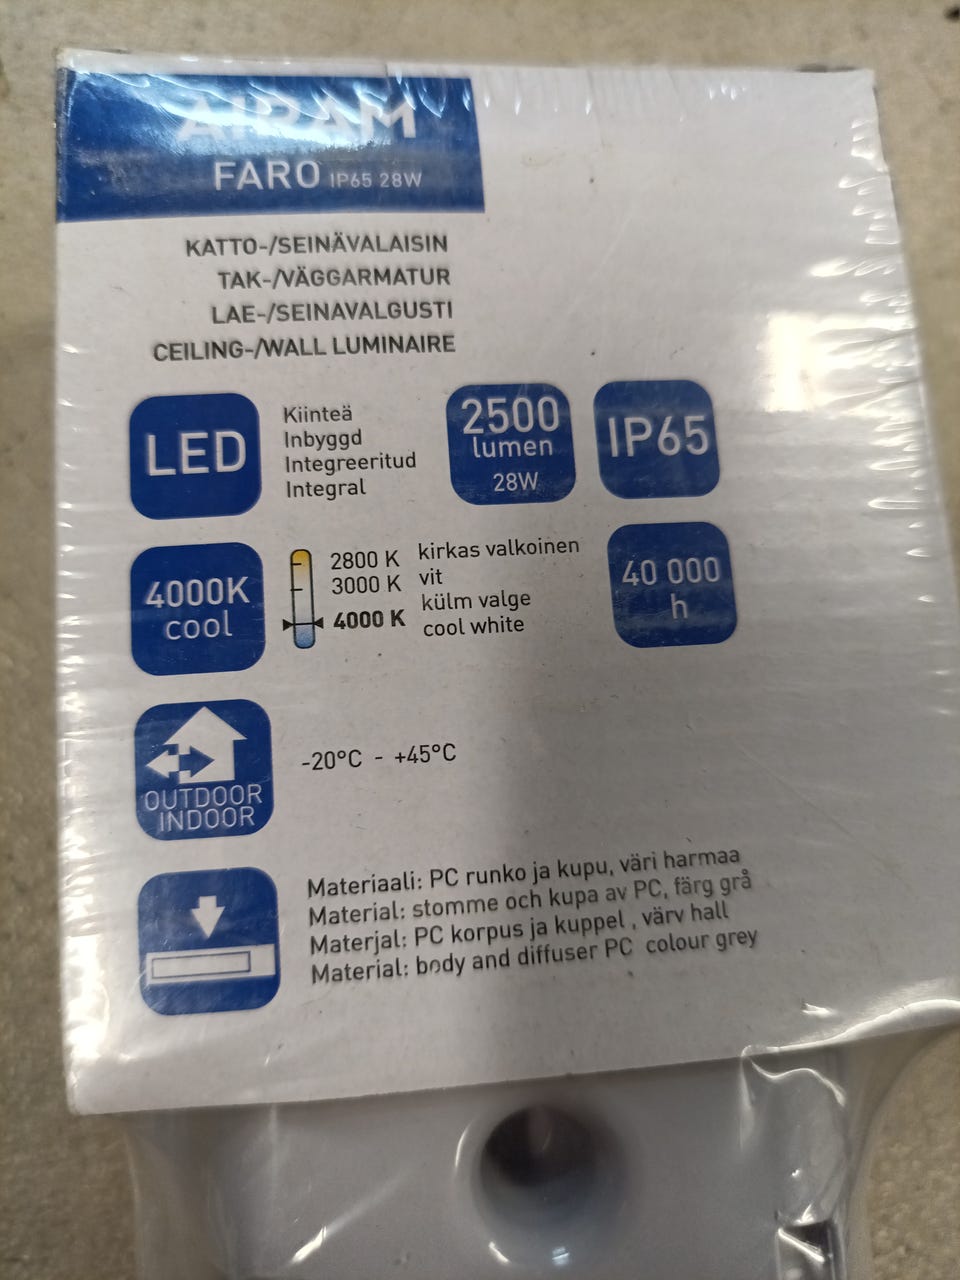 AIRAM
FARO IP65 28W
KATTO-/SEINÄVALAISIN
TAK-/VÄGGARMATUR
LAE-/SEINAVALGUSTI
CEILING-/WALL LUMINAIRE
LED
Kiinteä
Inbyggd
Integreeritud
Integral
2500
lumen
28W
IP65
4000K
cool
2800 K
3000 K
4000 K
kirkas valkoinen
vit
külm valge
cool white
40 000
h
OUTDOOR
INDOOR
-20°C - +45°C
Materiaali: PC runko ja kupu, väri harmaa
Material: stomme och kupa av PC, färg grå
Materjal: PC korpus ja kuppel , värv hall
Material: body and diffuser PC colour grey